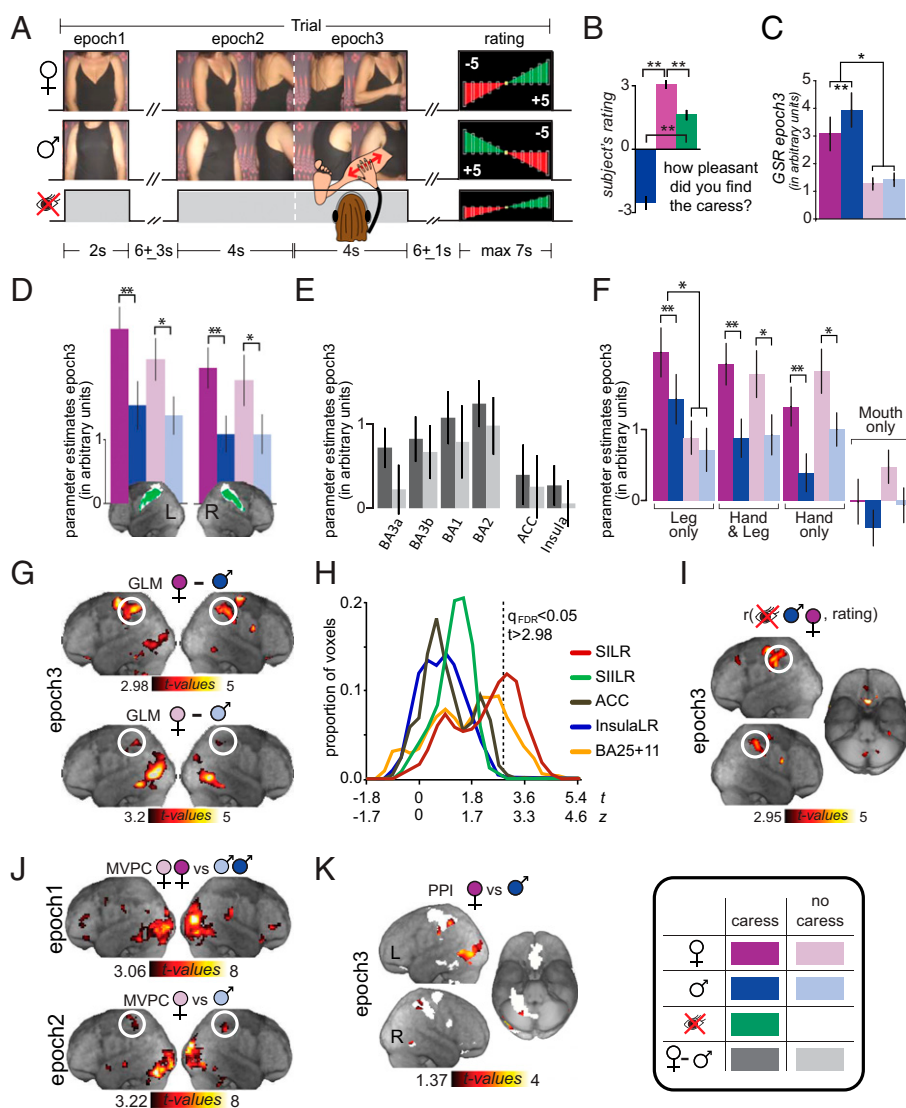 A
Trial
epoch1
epoch2
epoch3
rating
-5
+5
-5
+5
2s
6+_3s
4s
4s
6+_1s
max 7s
B
subject's rating
3
-3
**
**
**
how pleasant
did you find
the caress?
C
GSR epoch3
(in arbitrary units)
4
3
2
1
0
**
*
D
parameter estimates epoch3
(in arbitrary units)
1
0
**
*
**
*
L
R
E
parameter estimates epoch3
(in arbitrary units)
1
0
BA3a
BA3b
BA1
BA2
ACC
Insula
F
parameter estimates epoch3
(in arbitrary units)
1
0
**
*
**
*
**
*
Mouth
only
Leg
only
Hand
& Leg
Hand
only
G
GLM ♀ - ♂
epoch3
2.98 t-values 5
GLM ♀ - ♂
3.2 t-values 5
H
proportion of voxels
0.2
0.1
0.0
qFDR<0.05
t>2.98
SILR
SIILR
ACC
InsulaLR
BA25+11
-1.8 0 1.8 3.6 5.4 t
-1.7 0 1.7 3.3 4.6 z
I
r( ♂ ♀, rating)
epoch3
2.95 t-values 5
J
MVPC ♀♀ vs ♂♂
epoch1
3.06 t-values 8
MVPC ♀ vs ♂
epoch2
3.22 t-values 8
K
PPI ♀ vs ♂
epoch3
L
R
1.37 t-values 4
caress
no
caress
♀
♂
♀-♂